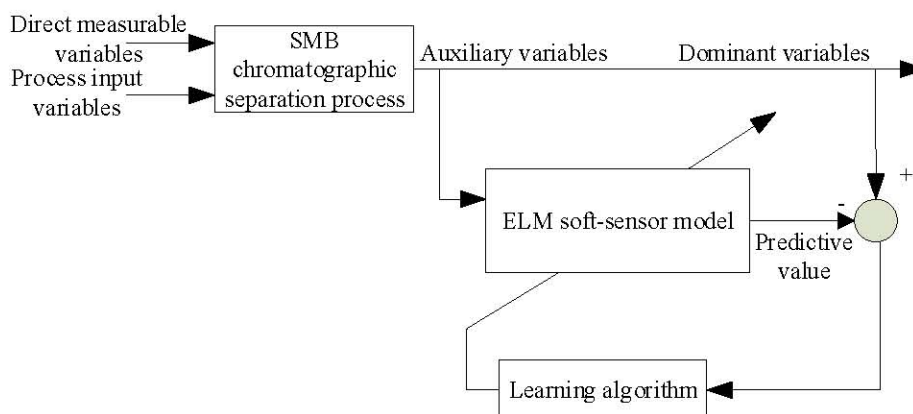 Direct measurable
variables
Process input
variables
SMB
chromatographic
separation process
Auxiliary variables
Dominant variables
+
-
ELM soft-sensor model
Predictive
value
Learning algorithm